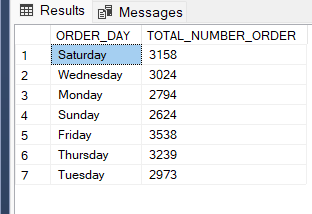 Results Messages
ORDER_DAY TOTAL_NUMBER_ORDER
1 Saturday 3158
2 Wednesday 3024
3 Monday 2794
4 Sunday 2624
5 Friday 3538
6 Thursday 3239
7 Tuesday 2973